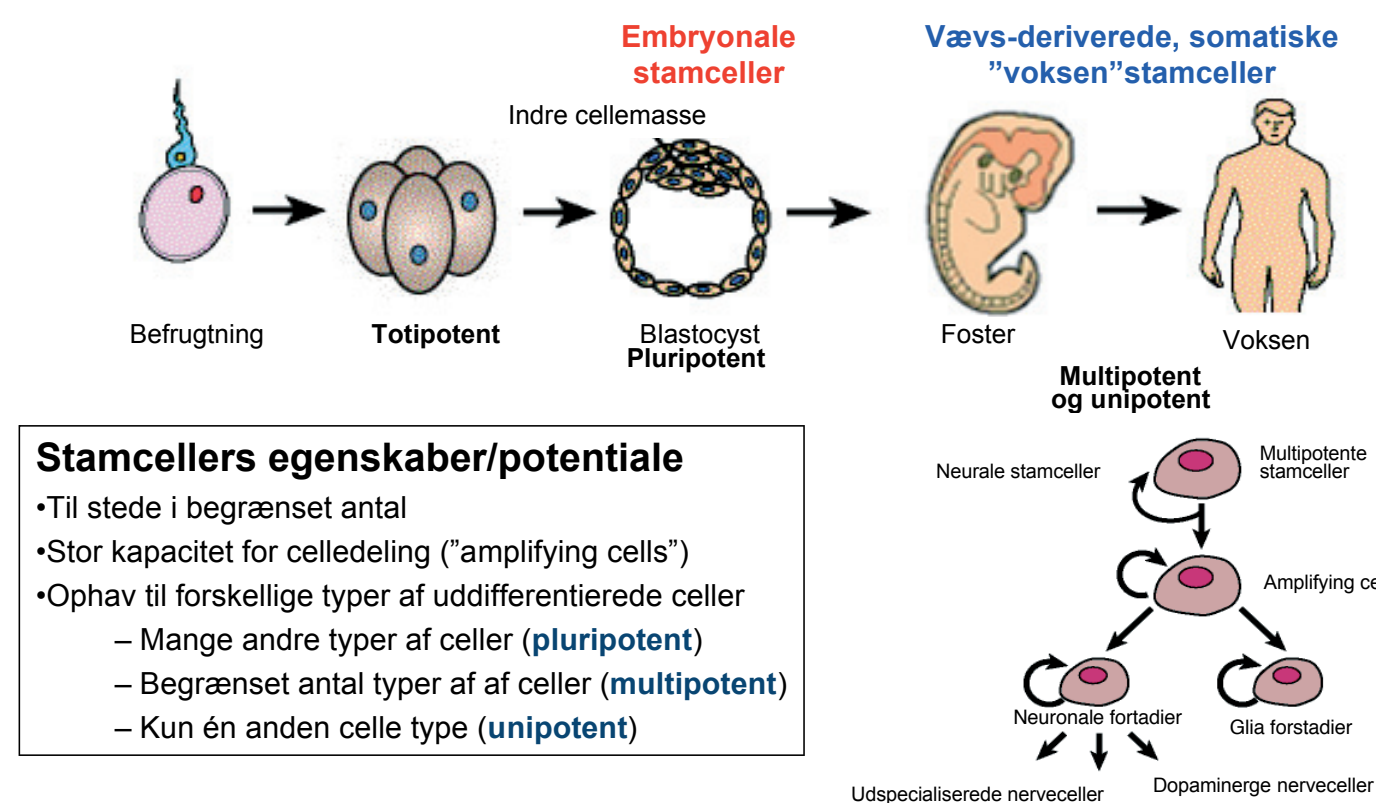 Embryonale
stamceller
Vævs-deriverede, somatiske
”voksen”stamceller
Indre cellemasse
Befrugtning
Totipotent
Blastocyst
Pluripotent
Foster
Voksen
Multipotent
og unipotent
Stamcellers egenskaber/potentiale
•Til stede i begrænset antal
•Stor kapacitet for celledeling (”amplifying cells”)
•Ophav til forskellige typer af uddifferentierede celler
– Mange andre typer af celler (pluripotent)
– Begrænset antal typer af af celler (multipotent)
– Kun én anden celle type (unipotent)
Neurale stamceller
Multipotente
stamceller
Amplifying
Neuronale fortadier
Glia forstadier
Udspecialiserede nerveceller
Dopaminerge nerveceller